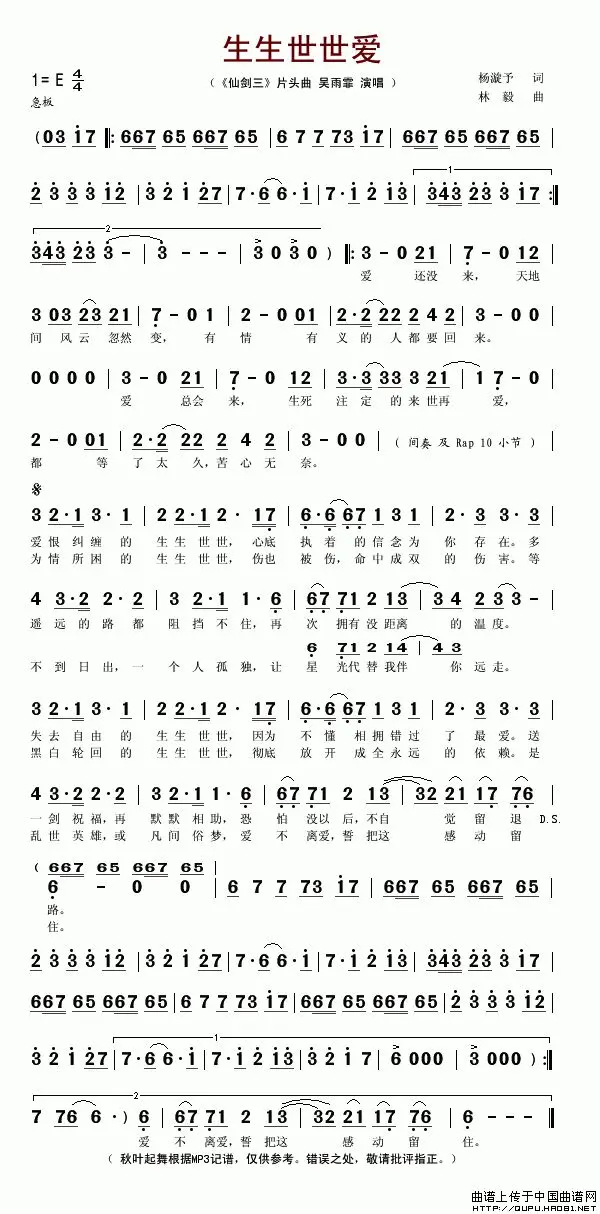 生生世世爱
1=E 4/4
（《仙剑三》片头曲 吴雨霏 演唱 ）
杨漩予 词
急板
林 毅 曲
( 03 17 ‖: 667 65 667 65 | 6 7 7 73 17 | 667 65 667 65 |
2 3 3 3 12 | 3 2 1 27 | 7· 6 6· 1 | 7· 1 2 13 | 343 23 3 17 :‖
343 23 3 - | 3 - - - | 3 0 3 0 ) ‖: 3 - 0 21 | 7 - 0 12 |
爱 还没 来， 天地
3 03 23 21 | 7 - 01 | 2 - 0 01 | 2·2 22 2 4 2 | 3 - 0 0 |
间 风云 忽然 变， 有 情 有 义的人都要回 来。
0 0 0 0 | 3 - 0 21 | 7 - 0 12 | 3·3 33 3 21 | 1 7 - 0 |
爱 总会 来， 生死 注定的来世再 爱，
2 - 0 01 | 2·2 22 2 4 2 | 3 - 0 0 | （ 间奏 及 Rap 10 小节 ）
都 等 了太久，苦心无 奈。
3 2·1 3· 1 | 2 2·1 2· 17 | 6·6 67 3 1 | 2· 3 3· 3 |
爱恨纠缠的 生生世世，心底 执着的信念为 你存在。多
为情所困的 生生世世，伤也 被伤，命中成双 的伤害。等
4 3·2 2 2 | 3 2·1 1· 6 | 67 71 2 13 | 34 23 3 - |
遥远的路都 阻挡不住，再 次拥有没距离 的温度。
6 71 2 14 | 43
不到日出，一 个人孤独，让 星光代替我伴 你远走。
3 2·1 3· 1 | 2 2·1 2· 17 | 6·6 67 3 1 | 2· 3 3· 3 |
失去自由的 生生世世，因为 不懂相拥错过 了最爱。送
黑白轮回的 生生世世，彻底 放开成全永远 的依赖。是
4 3·2 2 2 | 3 2·1 1· 6 | 67 71 2 13 | 32 21 17 76 |
一剑祝福，再 默默相助，恐 怕没以后，不自 觉留退 D.S.
乱世英雄，或 凡间俗梦，爱 不离爱，誓把这 感动留
( 667 65 667 65 |
6 - 0 0 | 6 7 7 73 17 | 667 65 667 65 |
路。
住。
2 3 3 3 12 | 3 2 1 27 | 7· 6 6· 1 | 7· 1 2 13 | 343 23 3 17 |
667 65 667 65 | 6 7 7 73 17 | 667 65 667 65 | 2 3 3 3 12 |
3 2 1 27 | 7· 6 6· 1 | 7· 1 2 12 | 3 12 3 17 | 6 0 0 0 | 0 0 0 ) :‖
7 76 6 · ) 6 | 67 71 2 13 | 32 21 17 76 | 6 - - 0 ‖
爱 不离爱，誓把这 感动留 住。
（ 秋叶起舞根据MP3记谱，仅供参考。错误之处，敬请批评指正。）
曲谱上传于中国曲谱网
HTTP://QUPU.HAO81.NET